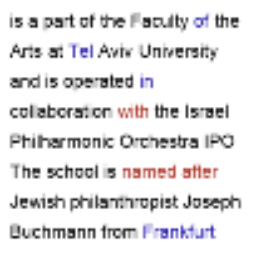 is a part of the Faculty of the
Arts at Tel Aviv University
and is operated in
collaboration with the Israel
Philharmonic Orchestra IPO
The school is named after
Jewish philanthropist Joseph
Buchmann from Frankfurt